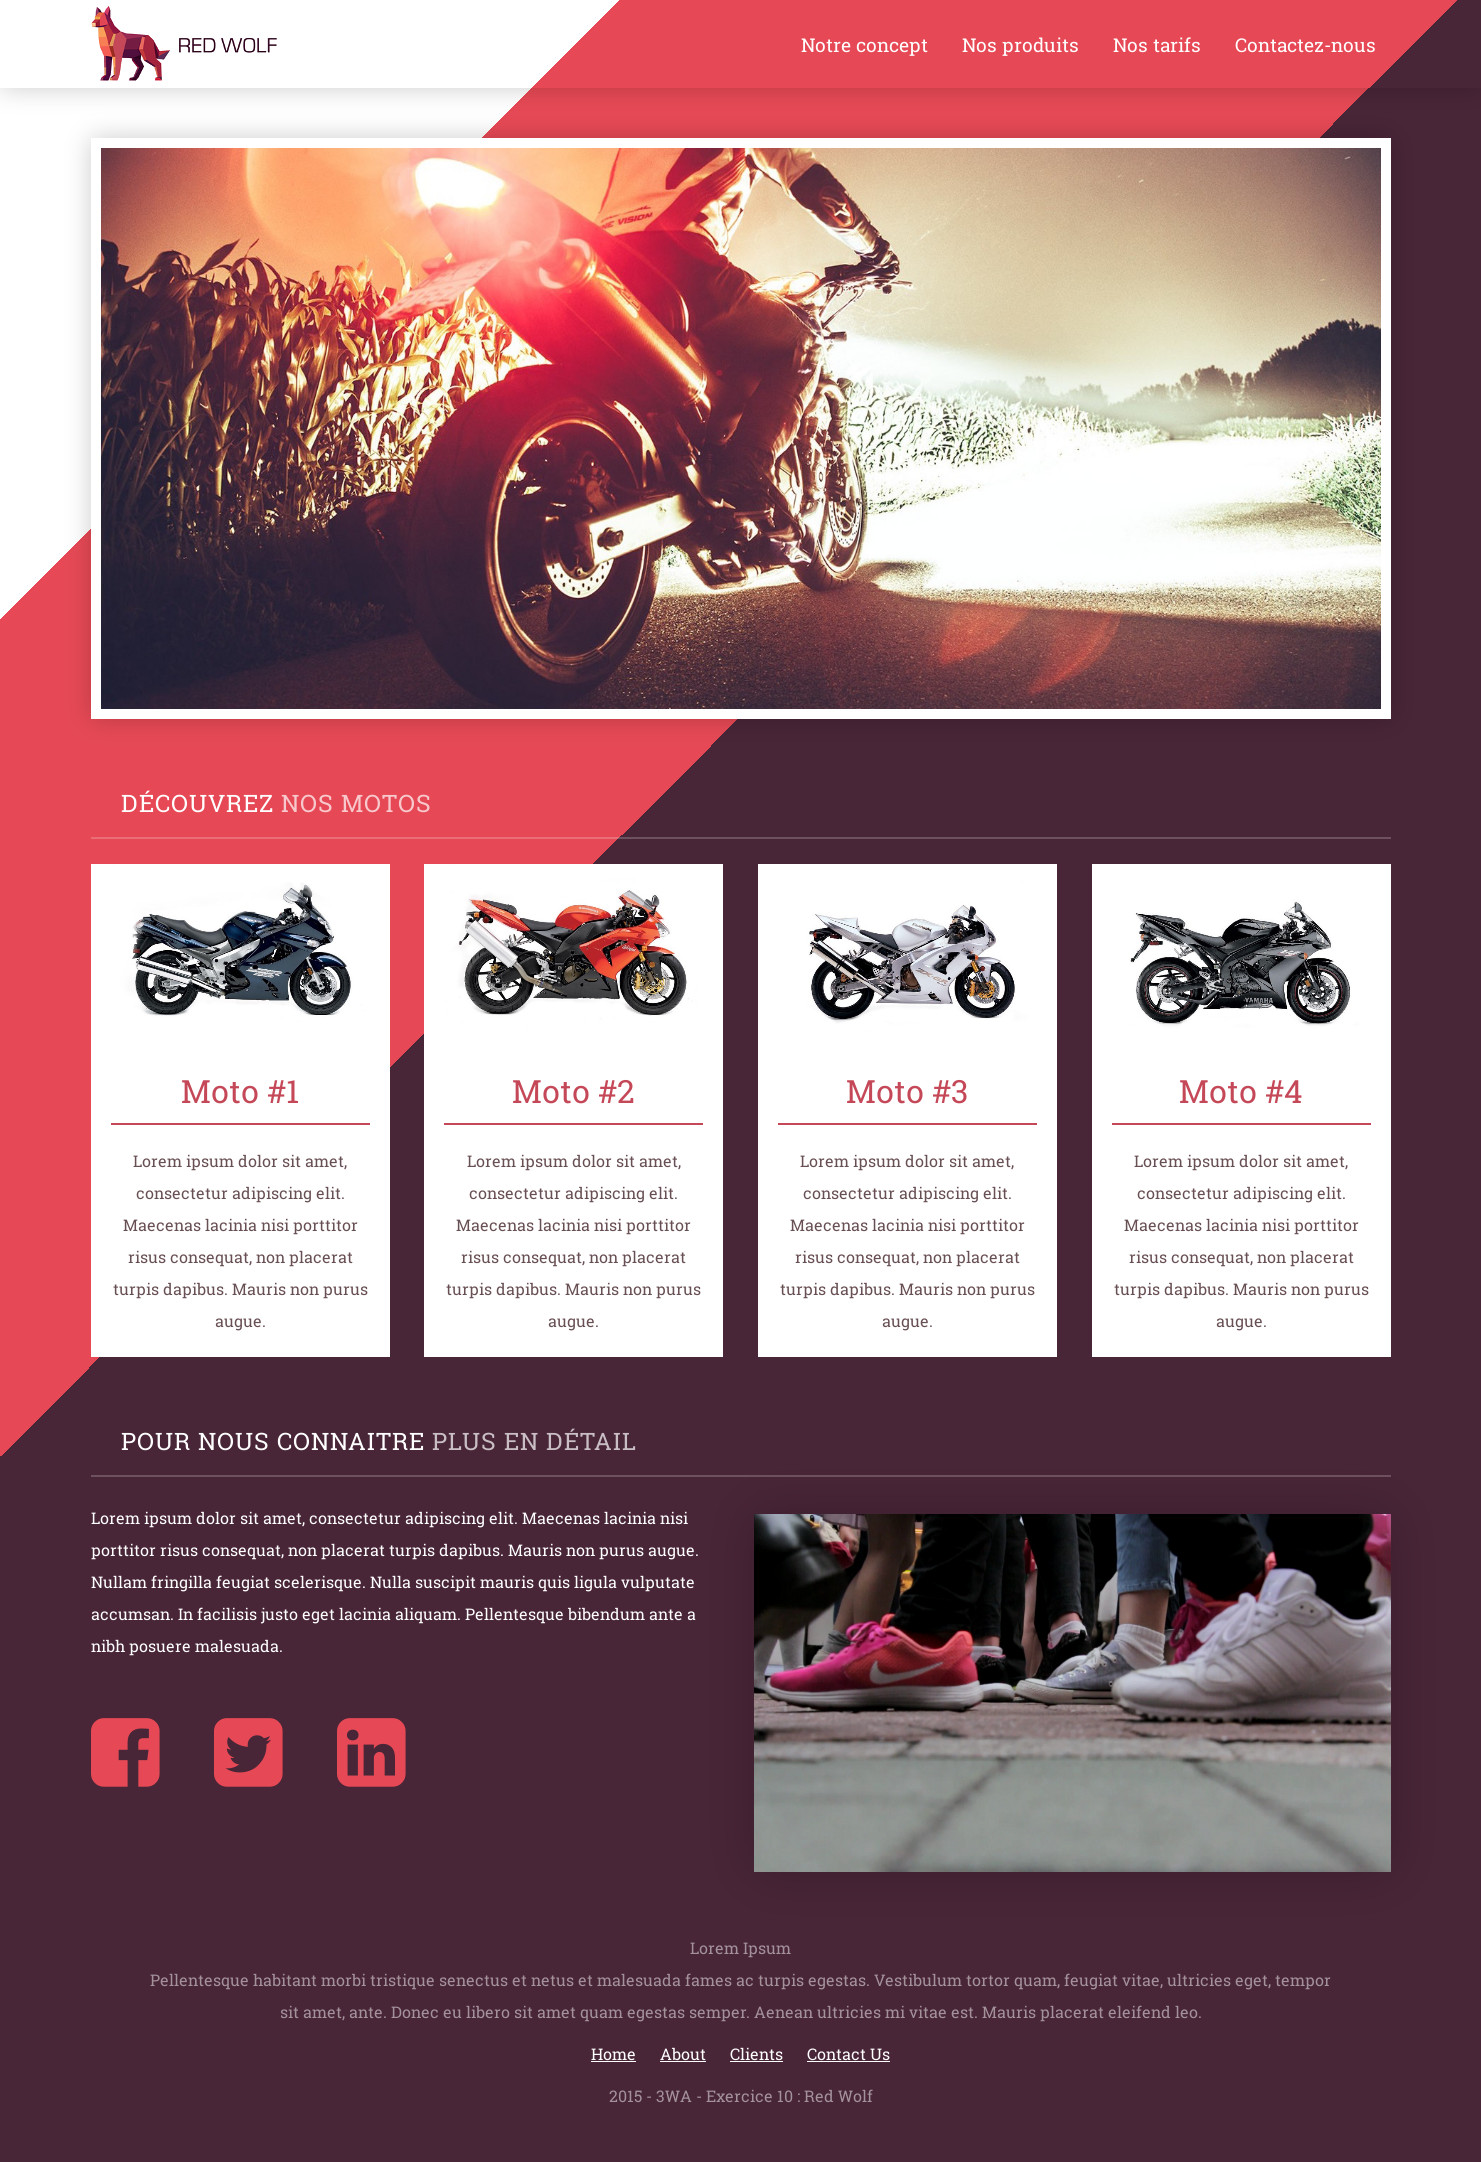 RED WOLF
Notre concept Nos produits Nos tarifs Contactez-nous
VISION
DÉCOUVREZ NOS MOTOS
YAMAHA
Moto #1
Lorem ipsum dolor sit amet,
consectetur adipiscing elit.
Maecenas lacinia nisi porttitor
risus consequat, non placerat
turpis dapibus. Mauris non purus
augue.
Moto #2
Lorem ipsum dolor sit amet,
consectetur adipiscing elit.
Maecenas lacinia nisi porttitor
risus consequat, non placerat
turpis dapibus. Mauris non purus
augue.
Moto #3
Lorem ipsum dolor sit amet,
consectetur adipiscing elit.
Maecenas lacinia nisi porttitor
risus consequat, non placerat
turpis dapibus. Mauris non purus
augue.
Moto #4
Lorem ipsum dolor sit amet,
consectetur adipiscing elit.
Maecenas lacinia nisi porttitor
risus consequat, non placerat
turpis dapibus. Mauris non purus
augue.
POUR NOUS CONNAITRE PLUS EN DÉTAIL
Lorem ipsum dolor sit amet, consectetur adipiscing elit. Maecenas lacinia nisi
porttitor risus consequat, non placerat turpis dapibus. Mauris non purus augue.
Nullam fringilla feugiat scelerisque. Nulla suscipit mauris quis ligula vulputate
accumsan. In facilisis justo eget lacinia aliquam. Pellentesque bibendum ante a
nibh posuere malesuada.
Lorem Ipsum
Pellentesque habitant morbi tristique senectus et netus et malesuada fames ac turpis egestas. Vestibulum tortor quam, feugiat vitae, ultricies eget, tempor
sit amet, ante. Donec eu libero sit amet quam egestas semper. Aenean ultricies mi vitae est. Mauris placerat eleifend leo.
Home About Clients Contact Us
2015 - 3WA - Exercice 10 : Red Wolf